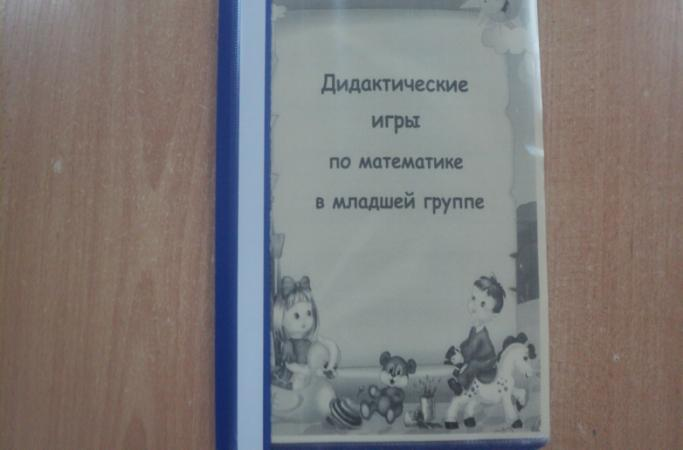 Дидактические
игры
по математике
в младшей группе